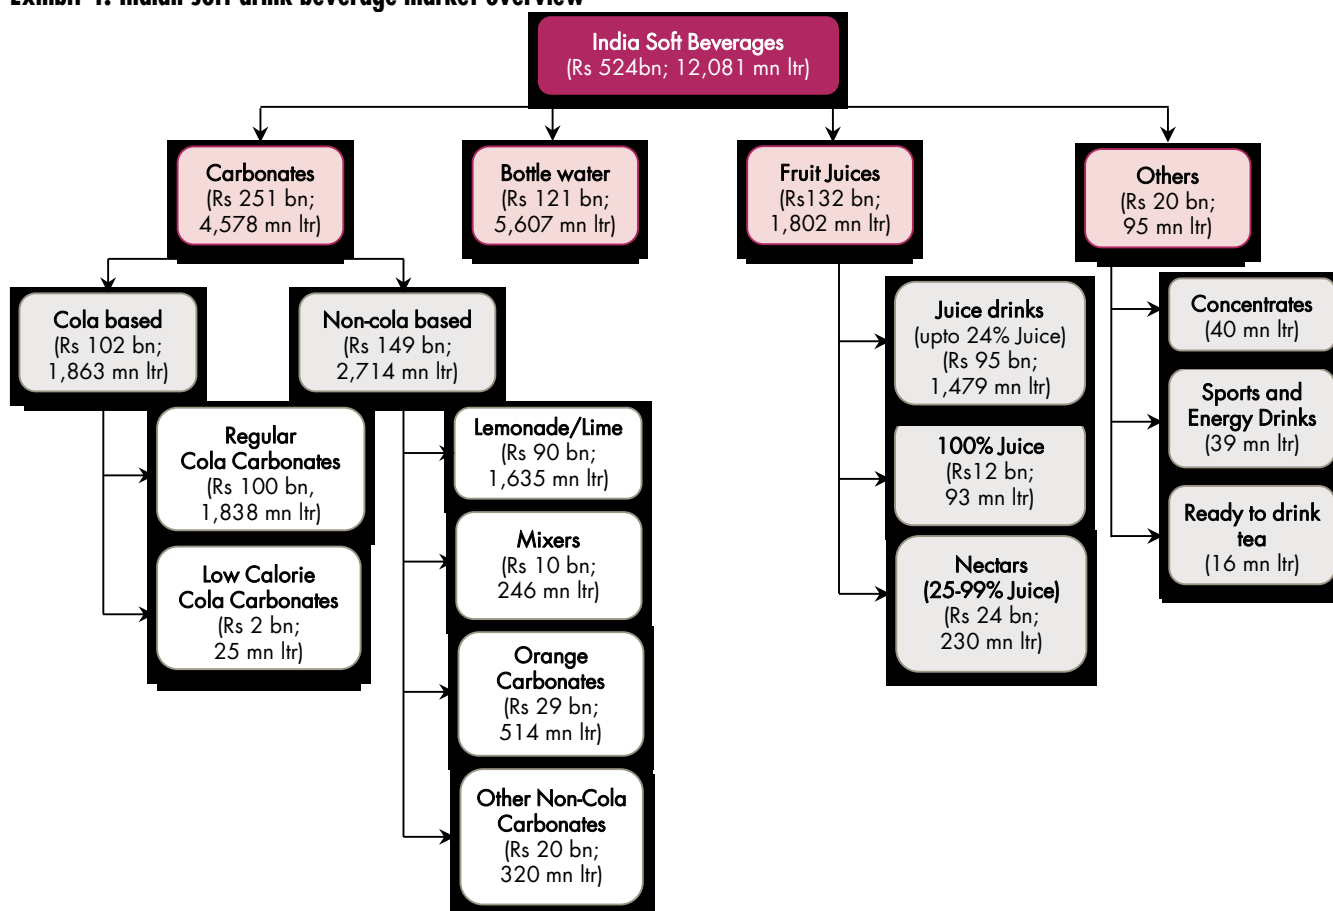 Exhibit 1: Indian soft drink beverage market overview
India Soft Beverages
(Rs 524bn; 12,081 mn ltr)
Carbonates
(Rs 251 bn;
4,578 mn ltr)
Bottle water
(Rs 121 bn;
5,607 mn ltr)
Fruit Juices
(Rs132 bn;
1,802 mn ltr)
Others
(Rs 20 bn;
95 mn ltr)
Cola based
(Rs 102 bn;
1,863 mn ltr)
Non-cola based
(Rs 149 bn;
2,714 mn ltr)
Regular
Cola Carbonates
(Rs 100 bn,
1,838 mn ltr)
Low Calorie
Cola Carbonates
(Rs 2 bn;
25 mn ltr)
Lemonade/Lime
(Rs 90 bn;
1,635 mn ltr)
Mixers
(Rs 10 bn;
246 mn ltr)
Orange
Carbonates
(Rs 29 bn;
514 mn ltr)
Other Non-Cola
Carbonates
(Rs 20 bn;
320 mn ltr)
Juice drinks
(upto 24% Juice)
(Rs 95 bn;
1,479 mn ltr)
100% Juice
(Rs12 bn;
93 mn ltr)
Nectars
(25-99% Juice)
(Rs 24 bn;
230 mn ltr)
Concentrates
(40 mn ltr)
Sports and
Energy Drinks
(39 mn ltr)
Ready to drink
tea
(16 mn ltr)